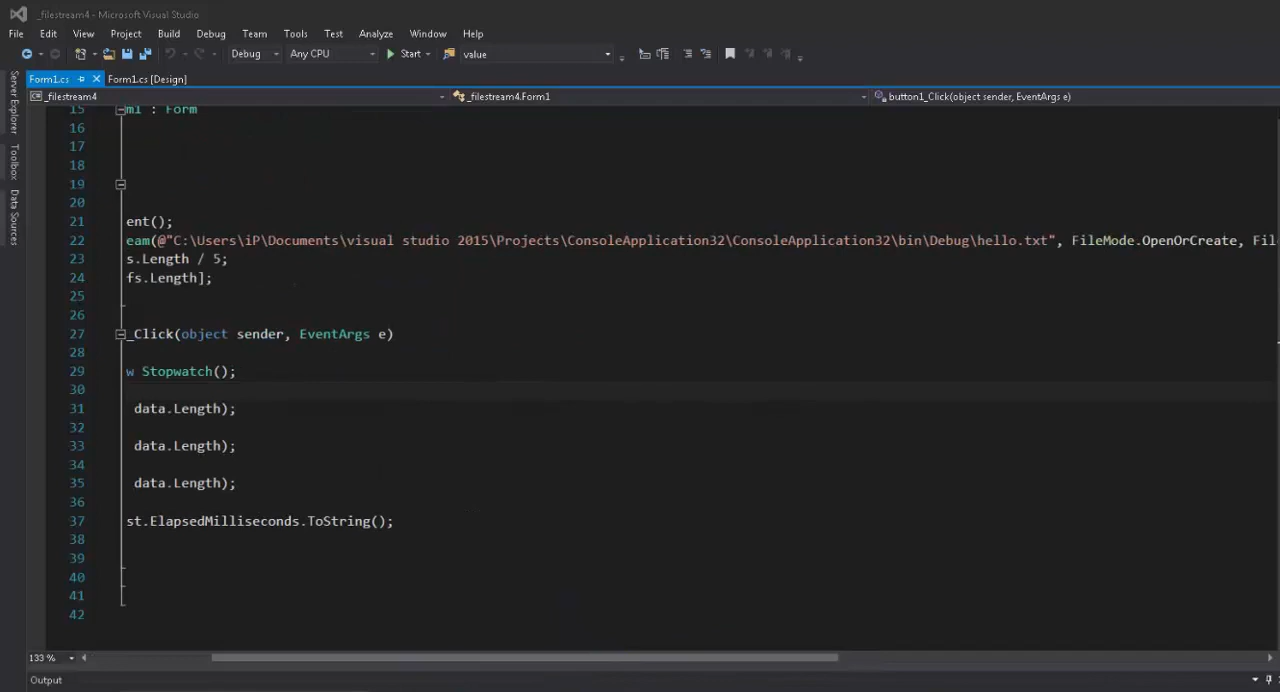 _filestream4 - Microsoft Visual Studio
File Edit View Project Build Debug Team Tools Test Analyze Window Help
Debug Any CPU Start value
Form1.cs Form1.cs [Design]
_filestream4 _filestream4.Form1 button1_Click(object sender, EventArgs e)
Server Explorer
Toolbox
Data Sources
15 m1 : Form
16
17
18
19
20
21 ent();
22 eam(@"C:\Users\iP\Documents\visual studio 2015\Projects\ConsoleApplication32\ConsoleApplication32\bin\Debug\hello.txt", FileMode.OpenOrCreate, Fil
23 s.Length / 5;
24 fs.Length];
25
26
27 _Click(object sender, EventArgs e)
28
29 w Stopwatch();
30
31 data.Length);
32
33 data.Length);
34
35 data.Length);
36
37 st.ElapsedMilliseconds.ToString();
38
39
40
41
42
133 %
Output